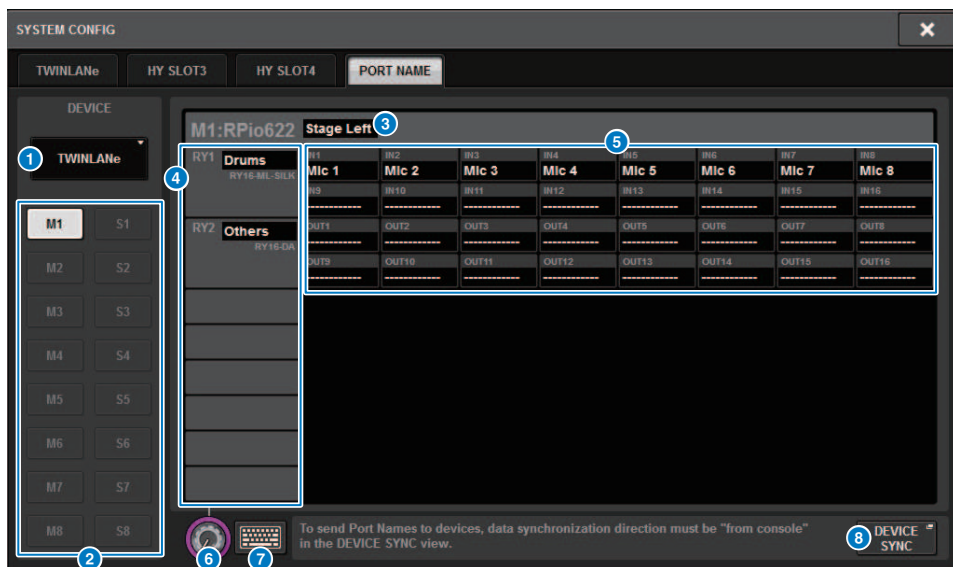 SYSTEM CONFIG
TWINLANe HY SLOT3 HY SLOT4 PORT NAME
DEVICE
1 TWINLANe
M1 S1
M2 S2
M3 S3
M4 S4
M5 S5
M6 S6
M7 S7
M8 S8
2
M1:RPio622 Stage Left 3
4
5
RY1 Drums
RY16-ML-SILK
RY2 Others
RY16-DA
IN1 IN2 IN3 IN4 IN5 IN6 IN7 IN8
MIc 1 MIc 2 MIc 3 MIc 4 MIc 5 MIc 6 MIc 7 MIc 8
IN9 IN10 IN11 IN12 IN13 IN14 IN15 IN16
------------ ------------ ------------ ------------ ------------ ------------ ------------ ------------
OUT1 OUT2 OUT3 OUT4 OUT5 OUT6 OUT7 OUT8
------------ ------------ ------------ ------------ ------------ ------------ ------------ ------------
OUT9 OUT10 OUT11 OUT12 OUT13 OUT14 OUT15 OUT16
------------ ------------ ------------ ------------ ------------ ------------ ------------ ------------
6 7
To send Port Names to devices, data synchronization direction must be "from console"
in the DEVICE SYNC view.
8 DEVICE
SYNC